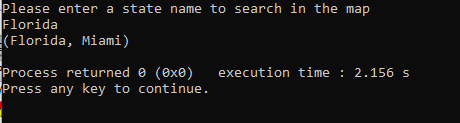 Please enter a state name to search in the map
Florida
(Florida, Miami)
Process returned 0 (0x0)   execution time : 2.156 s
Press any key to continue.